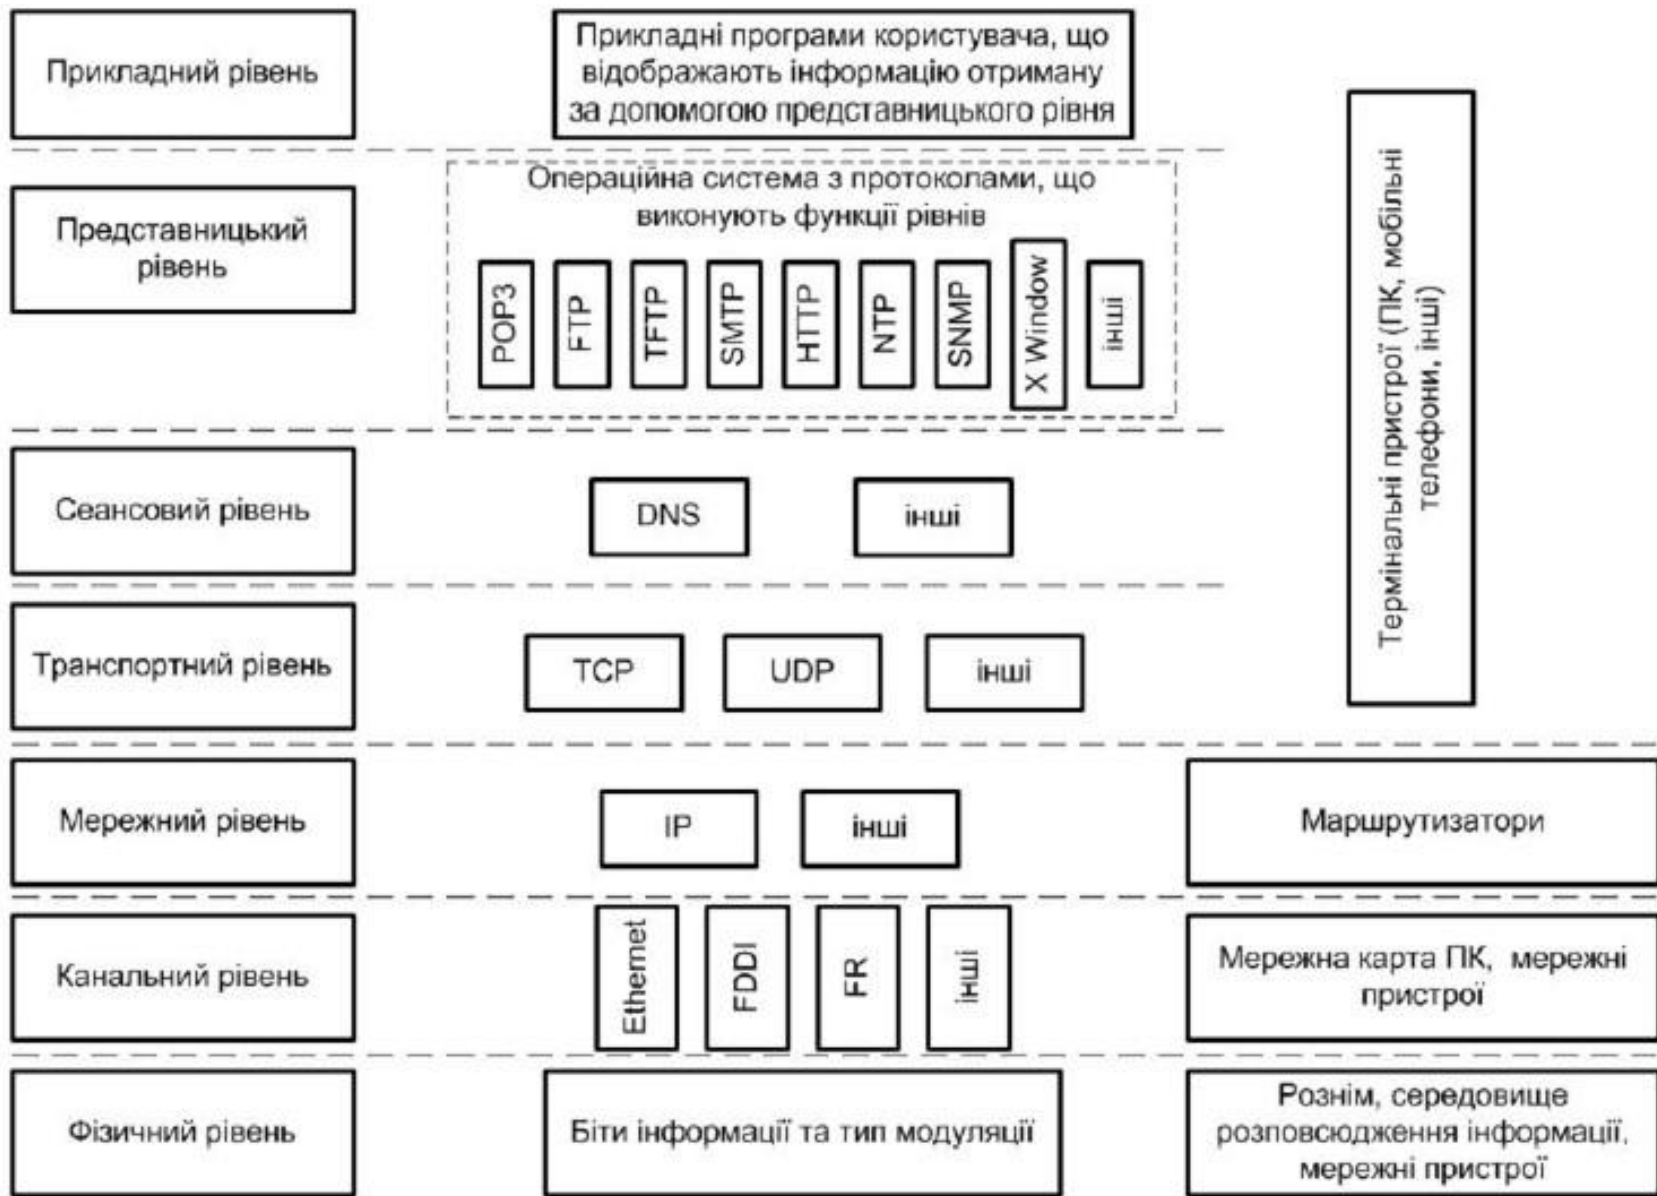 Прикладний рівень
Прикладні програми користувача, що
відображають інформацію отриману
за допомогою представницького рівня
Термінальні пристрої (ПК, мобільні
телефони, інші)
Представницький
рівень
Операційна система з протоколами, що
виконують функції рівнів
POP3
FTP
TFTP
SMTP
HTTP
NTP
SNMP
X Window
інші
Сеансовий рівень
DNS
інші
Транспортний рівень
TCP
UDP
інші
Мережний рівень
IP
інші
Маршрутизатори
Канальний рівень
Ethernet
FDDI
FR
інші
Мережна карта ПК, мережні
пристрої
Фізичний рівень
Біти інформації та тип модуляції
Рознім, середовище
розповсюдження інформації,
мережні пристрої